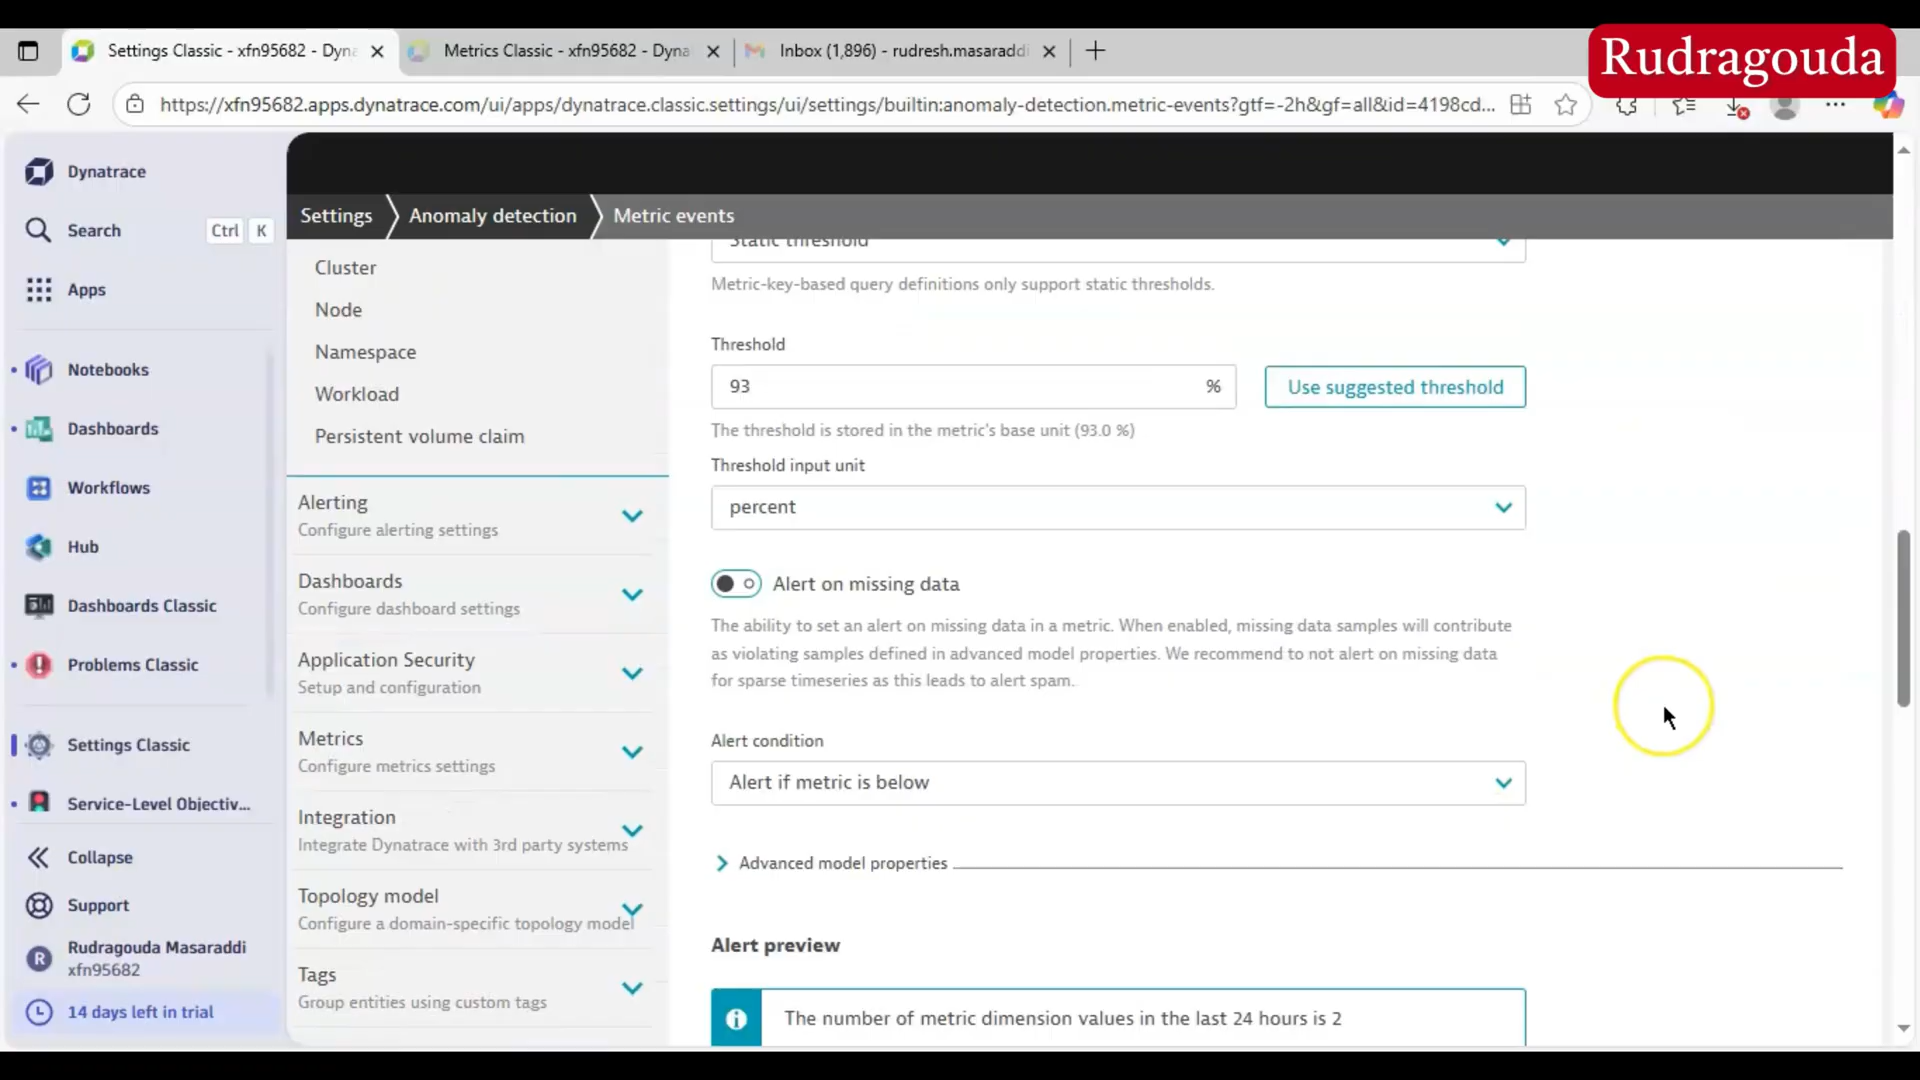 Settings Classic - xfn95682 - Dyna
Metrics Classic - xfn95682 - Dyna
Inbox (1,896) - rudresh.masaraddi
Rudragouda
https://xfn95682.apps.dynatrace.com/ui/apps/dynatrace.classic.settings/ui/settings/builtin:anomaly-detection.metric-events?gtf=-2h&gf=all&id=4198cd...
Dynatrace
Search Ctrl K
Apps
Notebooks
Dashboards
Workflows
Hub
Dashboards Classic
Problems Classic
Settings Classic
Service-Level Objectiv...
Collapse
Support
R
Rudragouda Masaraddi
xfn95682
14 days left in trial
Settings
Anomaly detection
Metric events
Cluster
Node
Namespace
Workload
Persistent volume claim
Alerting
Configure alerting settings
Dashboards
Configure dashboard settings
Application Security
Setup and configuration
Metrics
Configure metrics settings
Integration
Integrate Dynatrace with 3rd party systems
Topology model
Configure a domain-specific topology model
Tags
Group entities using custom tags
Static threshold
Metric-key-based query definitions only support static thresholds.
Threshold
93 %
Use suggested threshold
The threshold is stored in the metric's base unit (93.0 %)
Threshold input unit
percent
Alert on missing data
The ability to set an alert on missing data in a metric. When enabled, missing data samples will contribute
as violating samples defined in advanced model properties. We recommend to not alert on missing data
for sparse timeseries as this leads to alert spam.
Alert condition
Alert if metric is below
Advanced model properties
Alert preview
The number of metric dimension values in the last 24 hours is 2